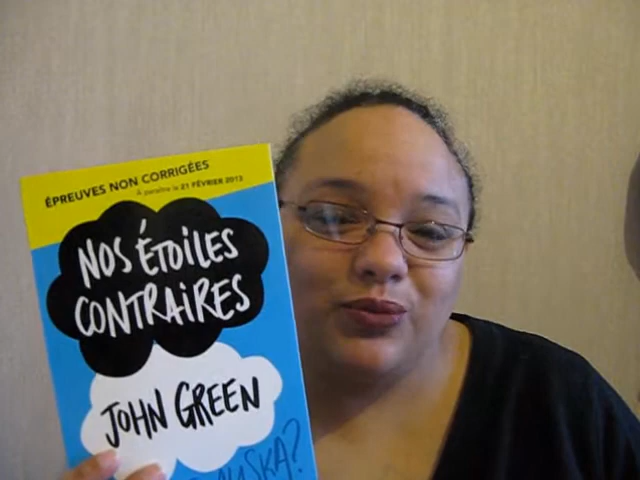 ÉPREUVES NON CORRIGÉES
À paraître le 21 FÉVRIER 2013
NOS ÉTOILES
CONTRAIRES
JOHN GREEN